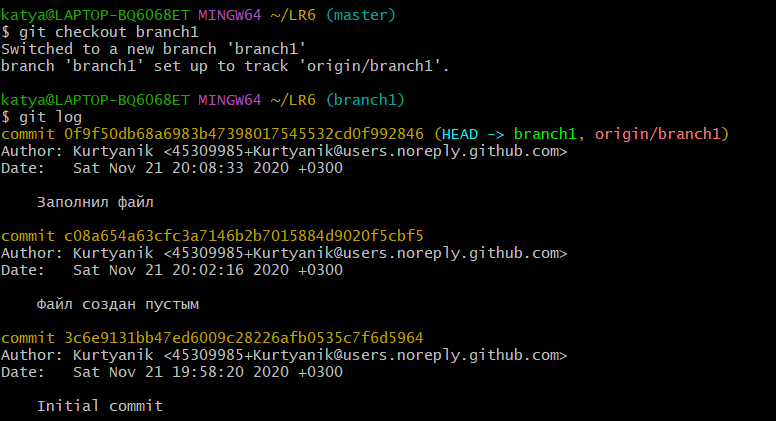 katya@LAPTOP-BQ6068ET MINGW64 ~/LR6 (master)
$ git checkout branch1
Switched to a new branch 'branch1'
branch 'branch1' set up to track 'origin/branch1'.
katya@LAPTOP-BQ6068ET MINGW64 ~/LR6 (branch1)
$ git log
commit 0f9f50db68a6983b47398017545532cd0f992846 (HEAD -> branch1, origin/branch1)
Author: Kurtyanik <45309985+Kurtyanik@users.noreply.github.com>
Date:   Sat Nov 21 20:08:33 2020 +0300
Заполнил файл
commit c08a654a63cfc3a7146b2b7015884d9020f5cbf5
Author: Kurtyanik <45309985+Kurtyanik@users.noreply.github.com>
Date:   Sat Nov 21 20:02:16 2020 +0300
Файл создан пустым
commit 3c6e9131bb47ed6009c28226afb0535c7f6d5964
Author: Kurtyanik <45309985+Kurtyanik@users.noreply.github.com>
Date:   Sat Nov 21 19:58:20 2020 +0300
Initial commit